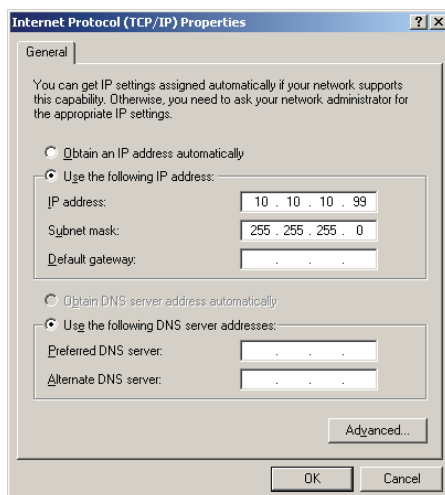 Internet Protocol (TCP/IP) Properties
General
You can get IP settings assigned automatically if your network supports
this capability. Otherwise, you need to ask your network administrator for
the appropriate IP settings.
Obtain an IP address automatically
Use the following IP address:
IP address: 10 . 10 . 10 . 99
Subnet mask: 255 . 255 . 255 . 0
Default gateway: . . .
Obtain DNS server address automatically
Use the following DNS server addresses:
Preferred DNS server: . . .
Alternate DNS server: . . .
Advanced...
OK Cancel